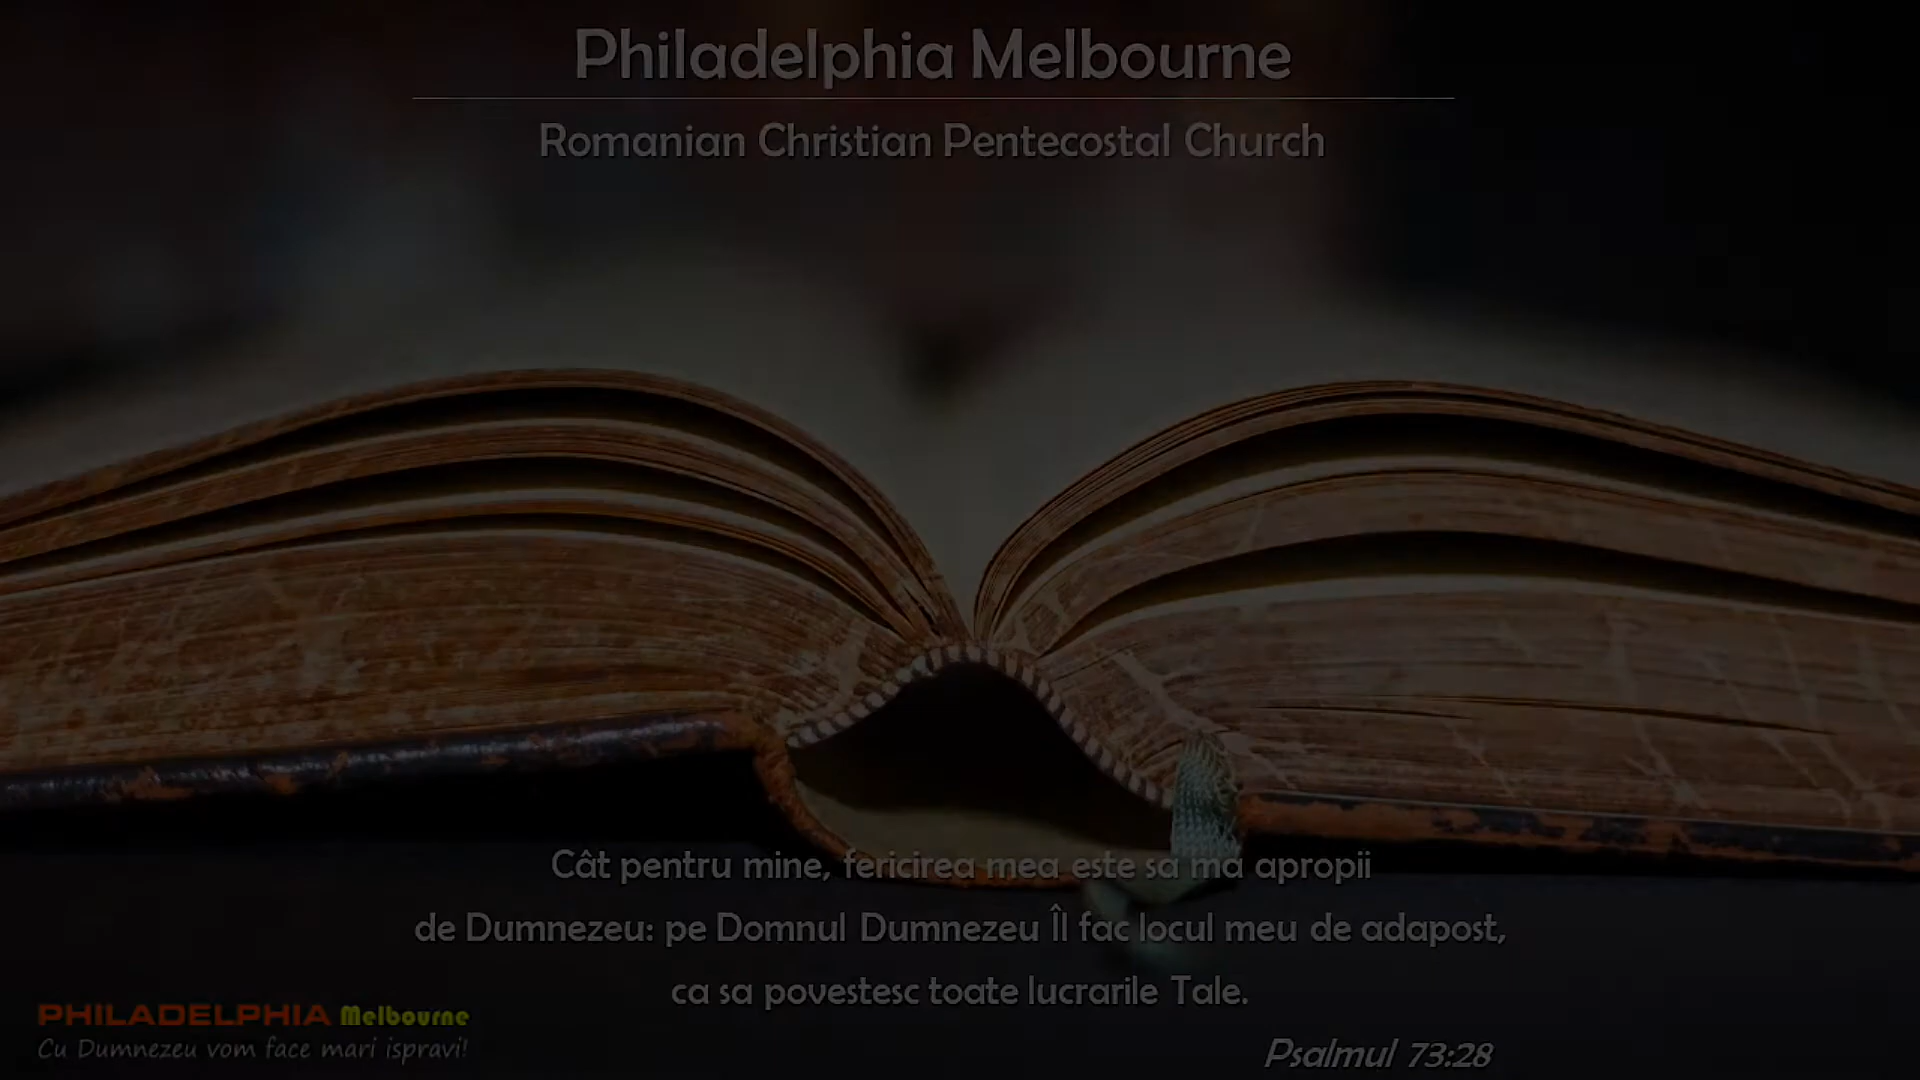 Philadelphia Melbourne
Romanian Christian Pentecostal Church
Cât pentru mine, fericirea mea este sa ma apropii
de Dumnezeu: pe Domnul Dumnezeu Îl fac locul meu de adapost,
ca sa povestesc toate lucrarile Tale.
Psalmul 73:28
PHILADELPHIA Melbourne
Cu Dumnezeu vom face mari ispravi!